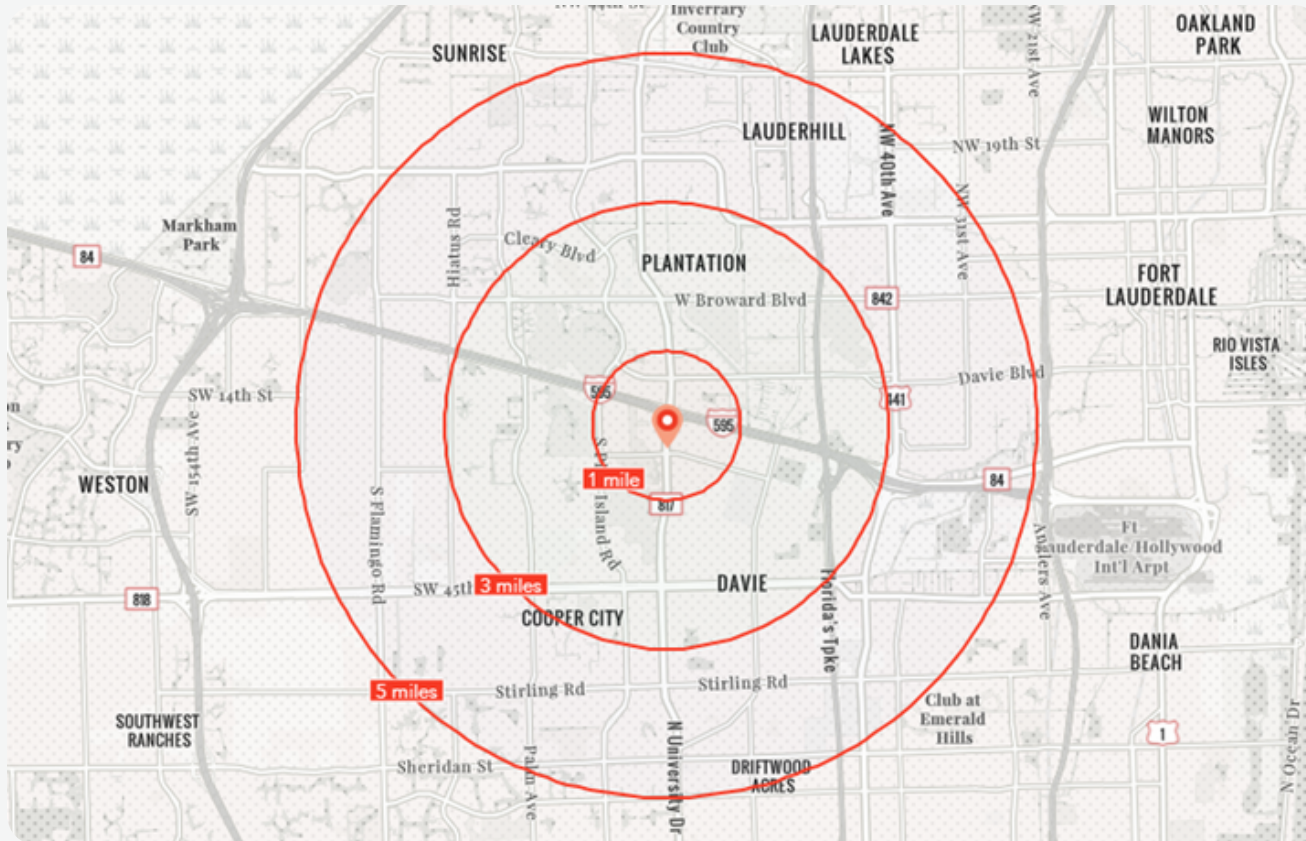 Inverrary
Country
Club
SUNRISE
LAUDERDALE
LAKES
NW 21st Ave
OAKLAND
PARK
LAUDERHILL
NW 40th Ave
WILTON
MANORS
NW 19th St
NW 31st Ave
Markham
Park
Hiatus Rd
Cleary Blvd
84
PLANTATION
W Broward Blvd
842
FORT
LAUDERDALE
RIO VISTA
ISLES
SW 14th St
595
595
Davie Blvd
441
SW 154th Ave
WESTON
1 mile
S Island Rd
817
84
S Flamingo Rd
Ft
Lauderdale/Hollywood
Int'l Arpt
Anglers Ave
818
SW 45th
3 miles
DAVIE
Florida's Tpke
COOPER CITY
DANIA
BEACH
5 miles
Stirling Rd
Stirling Rd
Club at
Emerald
Hills
SOUTHWEST
RANCHES
1
N Ocean Dr
Sheridan St
Palm Ave
N University Dr
DRIFTWOOD
ACRES